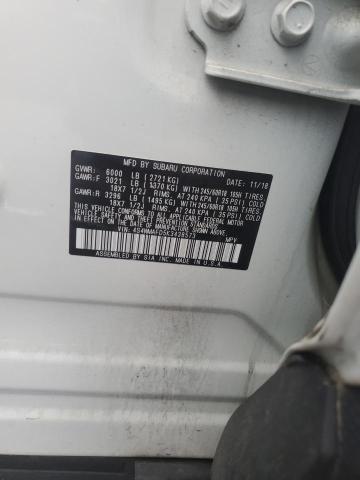 MFD BY SUBARU CORPORATION DATE: 11/18
GVWR: 6000 LB (2721 KG)
GAWR:F 3021 LB (1370 KG) WITH 245/60R18 105H TIRES,
18X7 1/2J RIMS, AT 240 KPA ( 35 PSI) COLD
GAWR:R 3296 LB (1495 KG) WITH 245/60R18 105H TIRES,
18X7 1/2J RIMS, AT 240 KPA ( 35 PSI) COLD
THIS VEHICLE CONFORMS TO ALL APPLICABLE FEDERAL
MOTOR VEHICLE SAFETY STANDARDS IN EFFECT
ON THE DATE OF MANUFACTURE SHOWN ABOVE.
VIN: 4S4WMAFD5K3438573
ASSEMBLED BY SIA INC. MADE IN U.S.A.